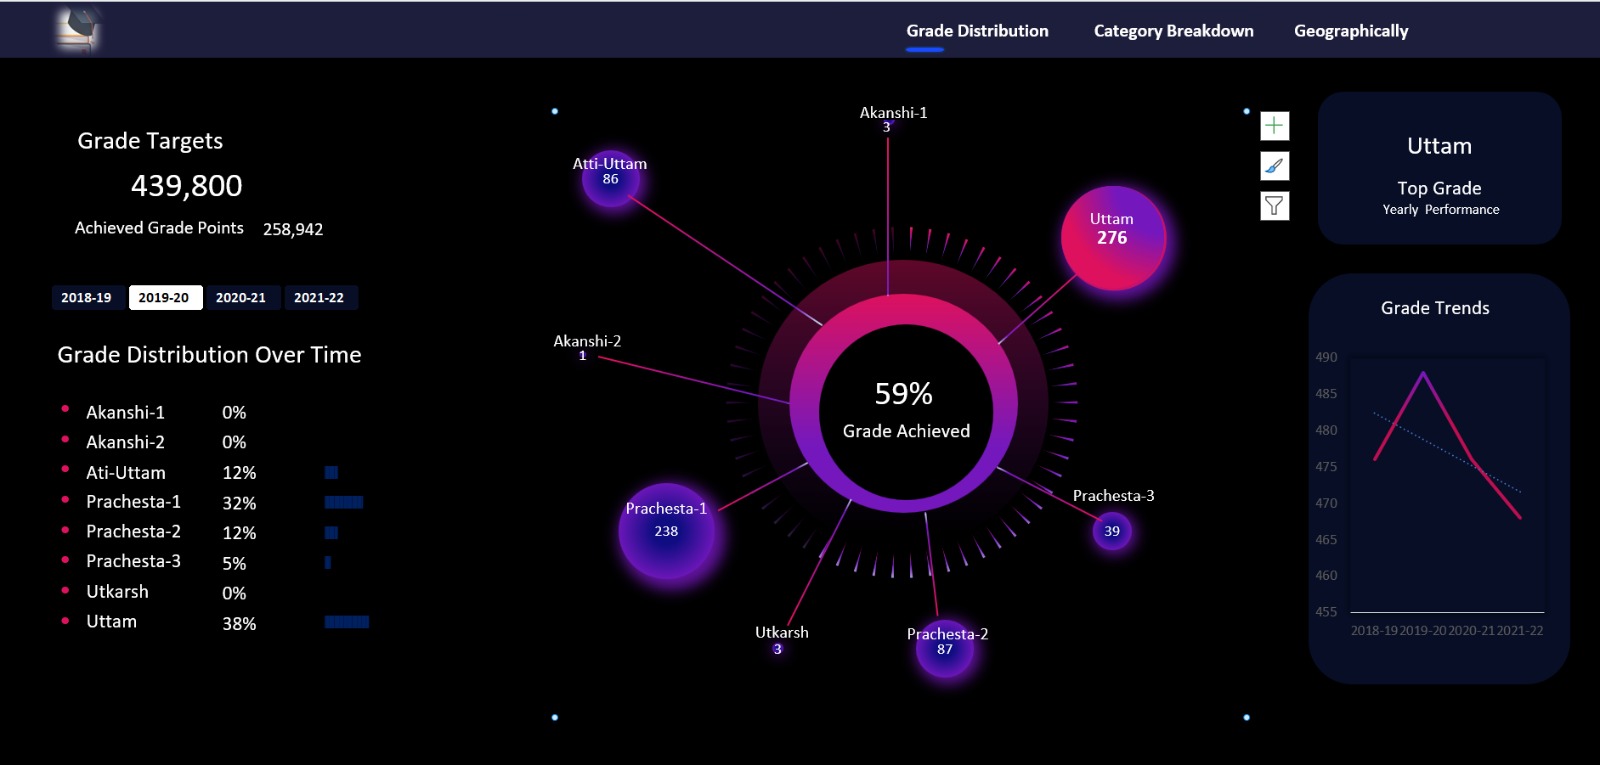 Grade Distribution
Category Breakdown
Geographically
Grade Targets
439,800
Achieved Grade Points 258,942
2018-19 2019-20 2020-21 2021-22
Grade Distribution Over Time
Akanshi-1 0%
Akanshi-2 0%
Ati-Uttam 12%
Prachesta-1 32%
Prachesta-2 12%
Prachesta-3 5%
Utkarsh 0%
Uttam 38%
Akanshi-1
3
Atti-Uttam
86
Uttam
276
Akanshi-2
1
59%
Grade Achieved
Prachesta-1
238
Prachesta-3
39
Utkarsh
3
Prachesta-2
87
Uttam
Top Grade
Yearly Performance
Grade Trends
490
485
480
475
470
465
460
455
2018-19 2019-20 2020-21 2021-22